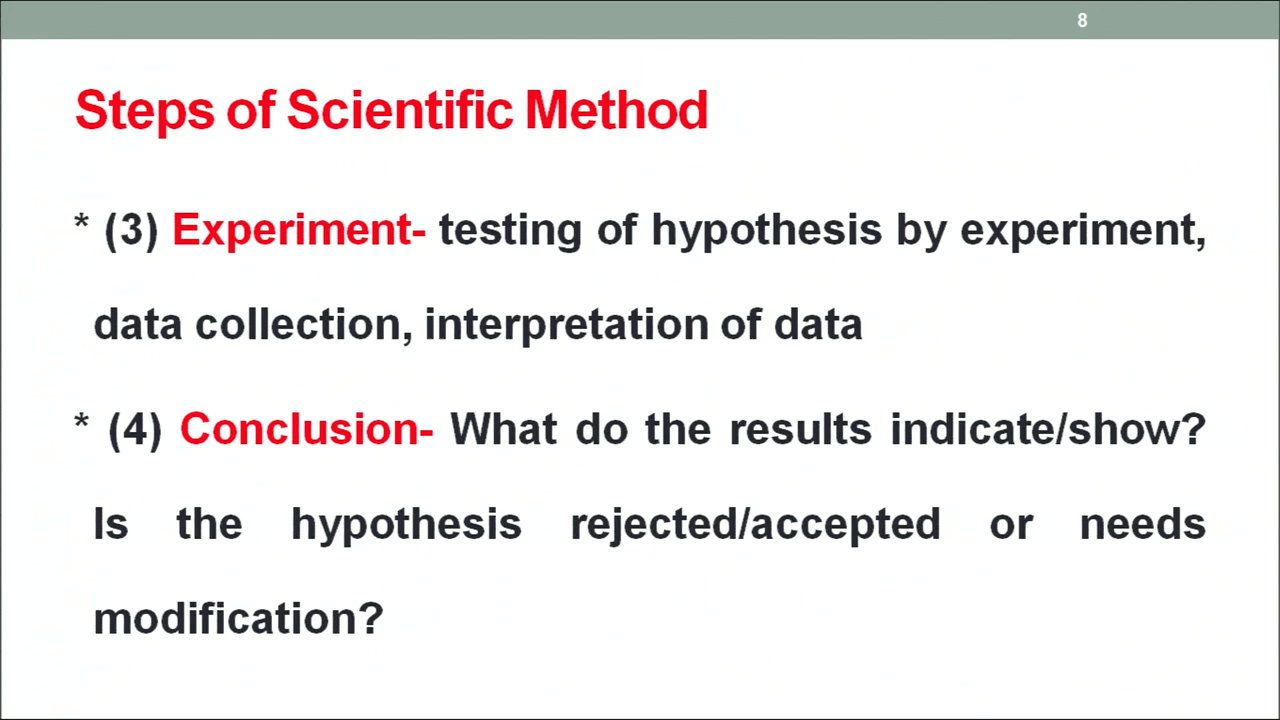 8
Steps of Scientific Method
* (3) Experiment- testing of hypothesis by experiment,
data collection, interpretation of data
* (4) Conclusion- What do the results indicate/show?
Is the hypothesis rejected/accepted or needs
modification?